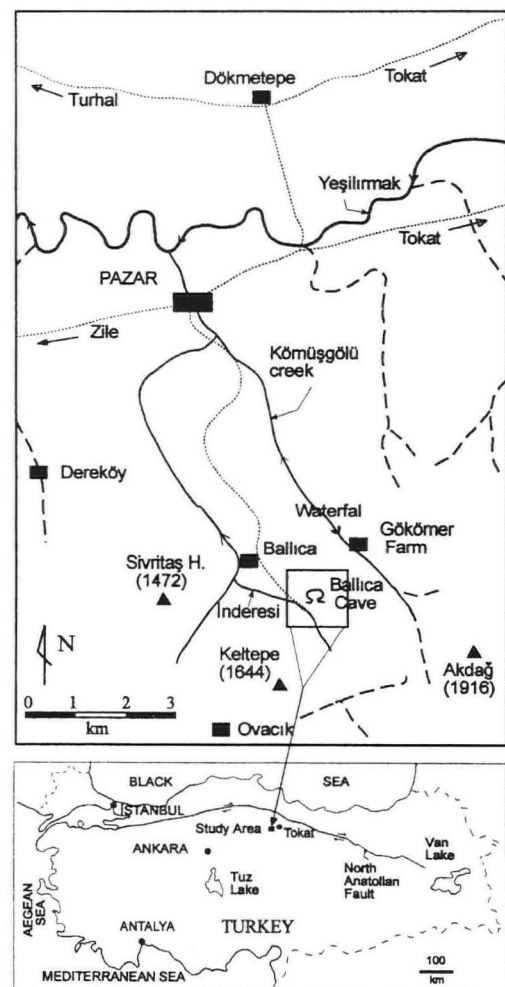 Dökmetepe
Turhal
Tokat
Yeşilırmak
Tokat
PAZAR
Zile
Kömüşgölü
creek
Dereköy
Waterfal
Gökömer
Farm
Ballıca
Sivritaş H.
(1472)
Ballıca
Cave
İnderesi
N
Keltepe
(1644)
Akdağ
(1916)
0 1 2 3
km
Ovacık
BLACK SEA
İSTANBUL
Study Area
Tokat
ANKARA
Van
Lake
Tuz
Lake
North
Anatolian
Fault
AEGEAN
SEA
TURKEY
ANTALYA
100
km
MEDITERRANEAN SEA